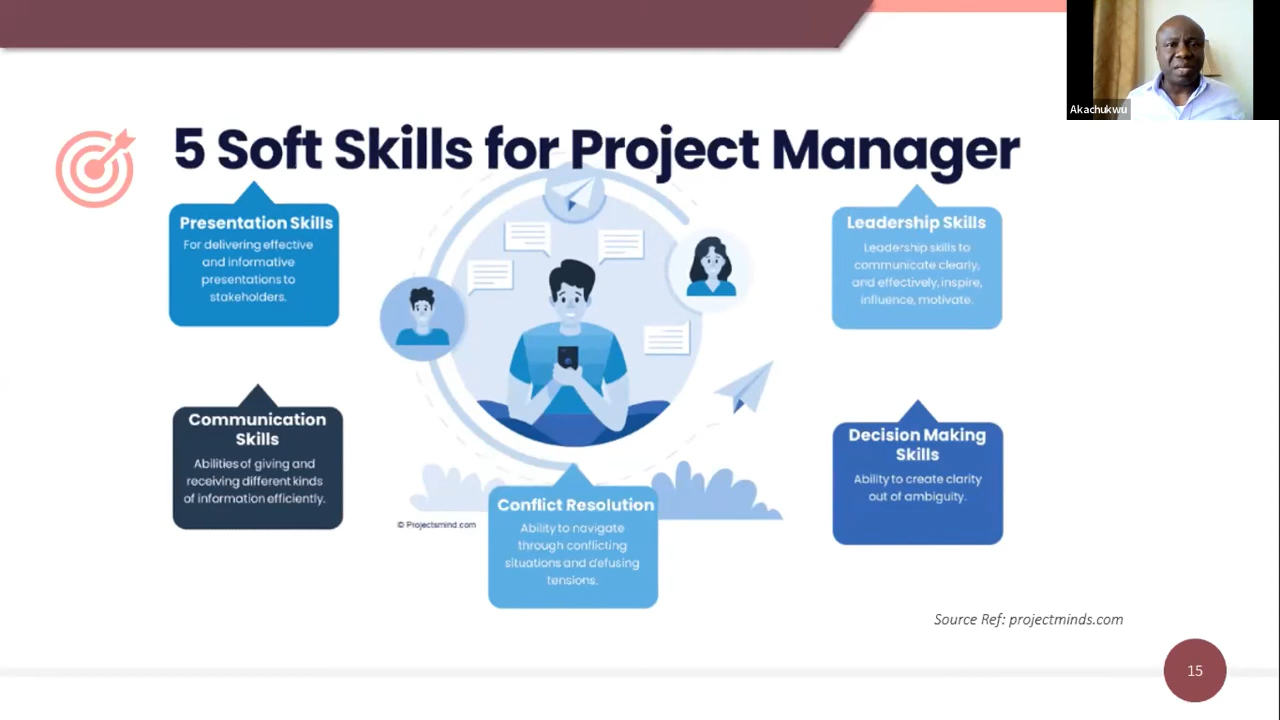 Akachukwu
5 Soft Skills for Project Manager
Presentation Skills
For delivering effective
and informative
presentations to
stakeholders.
Leadership Skills
Leadership skills to
communicate clearly,
and effectively, inspire,
influence, motivate.
Communication
Skills
Abilities of giving and
receiving different kinds
of information efficiently.
Decision Making
Skills
Ability to create clarity
out of ambiguity.
Conflict Resolution
Ability to navigate
through conflicting
situations and defusing
tensions.
© Projectsmind.com
Source Ref: projectminds.com
15